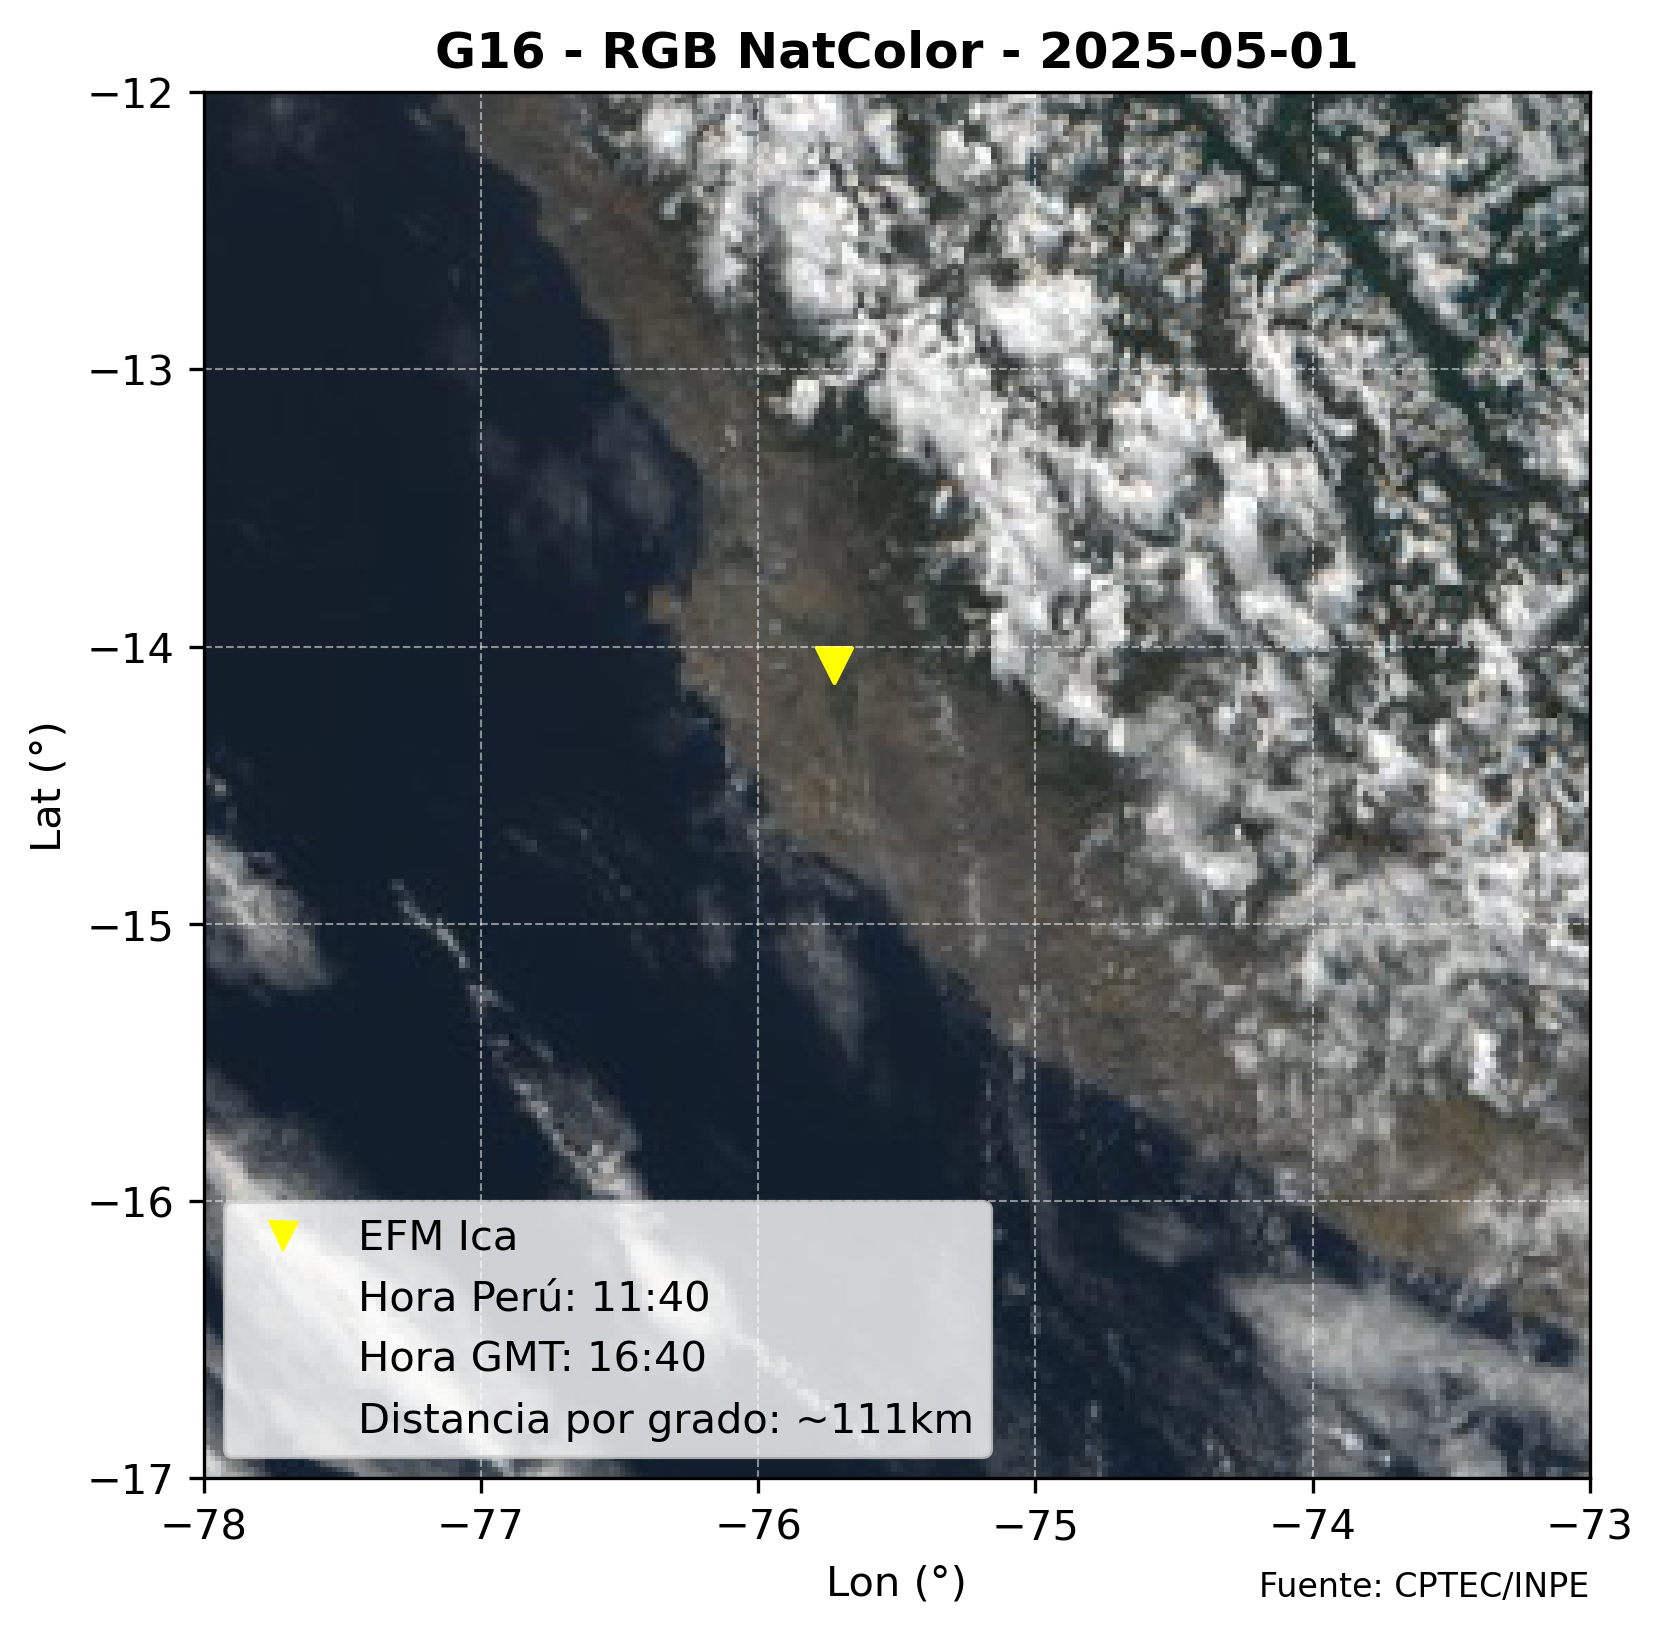 G16 - RGB NatColor - 2025-05-01
−12
−13
−14
−15
−16
−17
Lat (°)
EFM Ica
Hora Perú: 11:40
Hora GMT: 16:40
Distancia por grado: ~111km
−78 −77 −76 −75 −74 −73
Lon (°)
Fuente: CPTEC/INPE